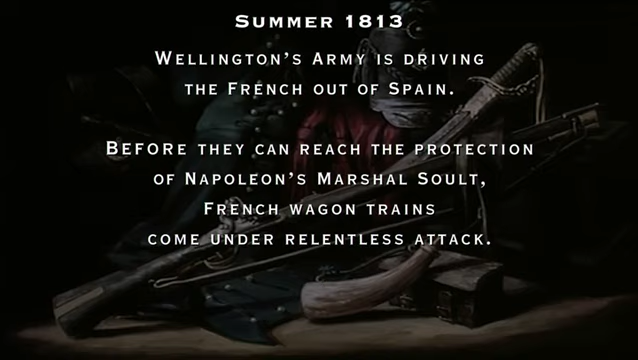 Summer 1813
Wellington's Army is driving
the French out of Spain.
Before they can reach the protection
of Napoleon's Marshal Soult,
French wagon trains
come under relentless attack.